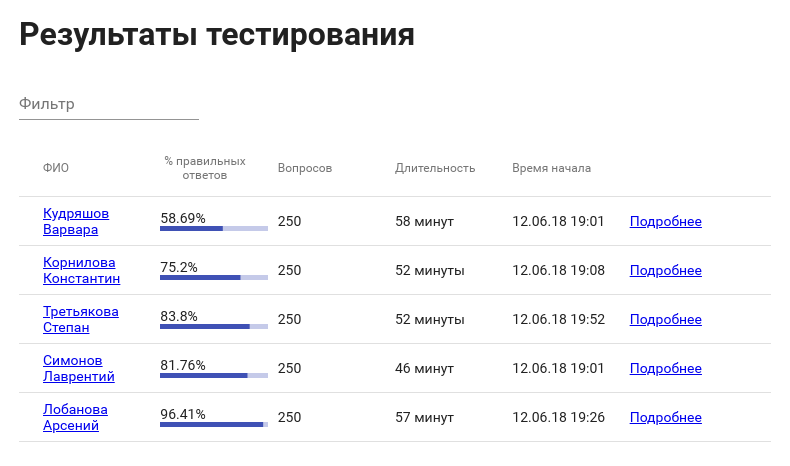 Результаты тестирования
Фильтр
ФИО % правильных ответов Вопросов Длительность Время начала
Кудряшов Варвара 58.69% 250 58 минут 12.06.18 19:01 Подробнее
Корнилова Константин 75.2% 250 52 минуты 12.06.18 19:08 Подробнее
Третьякова Степан 83.8% 250 52 минуты 12.06.18 19:52 Подробнее
Симонов Лаврентий 81.76% 250 46 минут 12.06.18 19:01 Подробнее
Лобанова Арсений 96.41% 250 57 минут 12.06.18 19:26 Подробнее